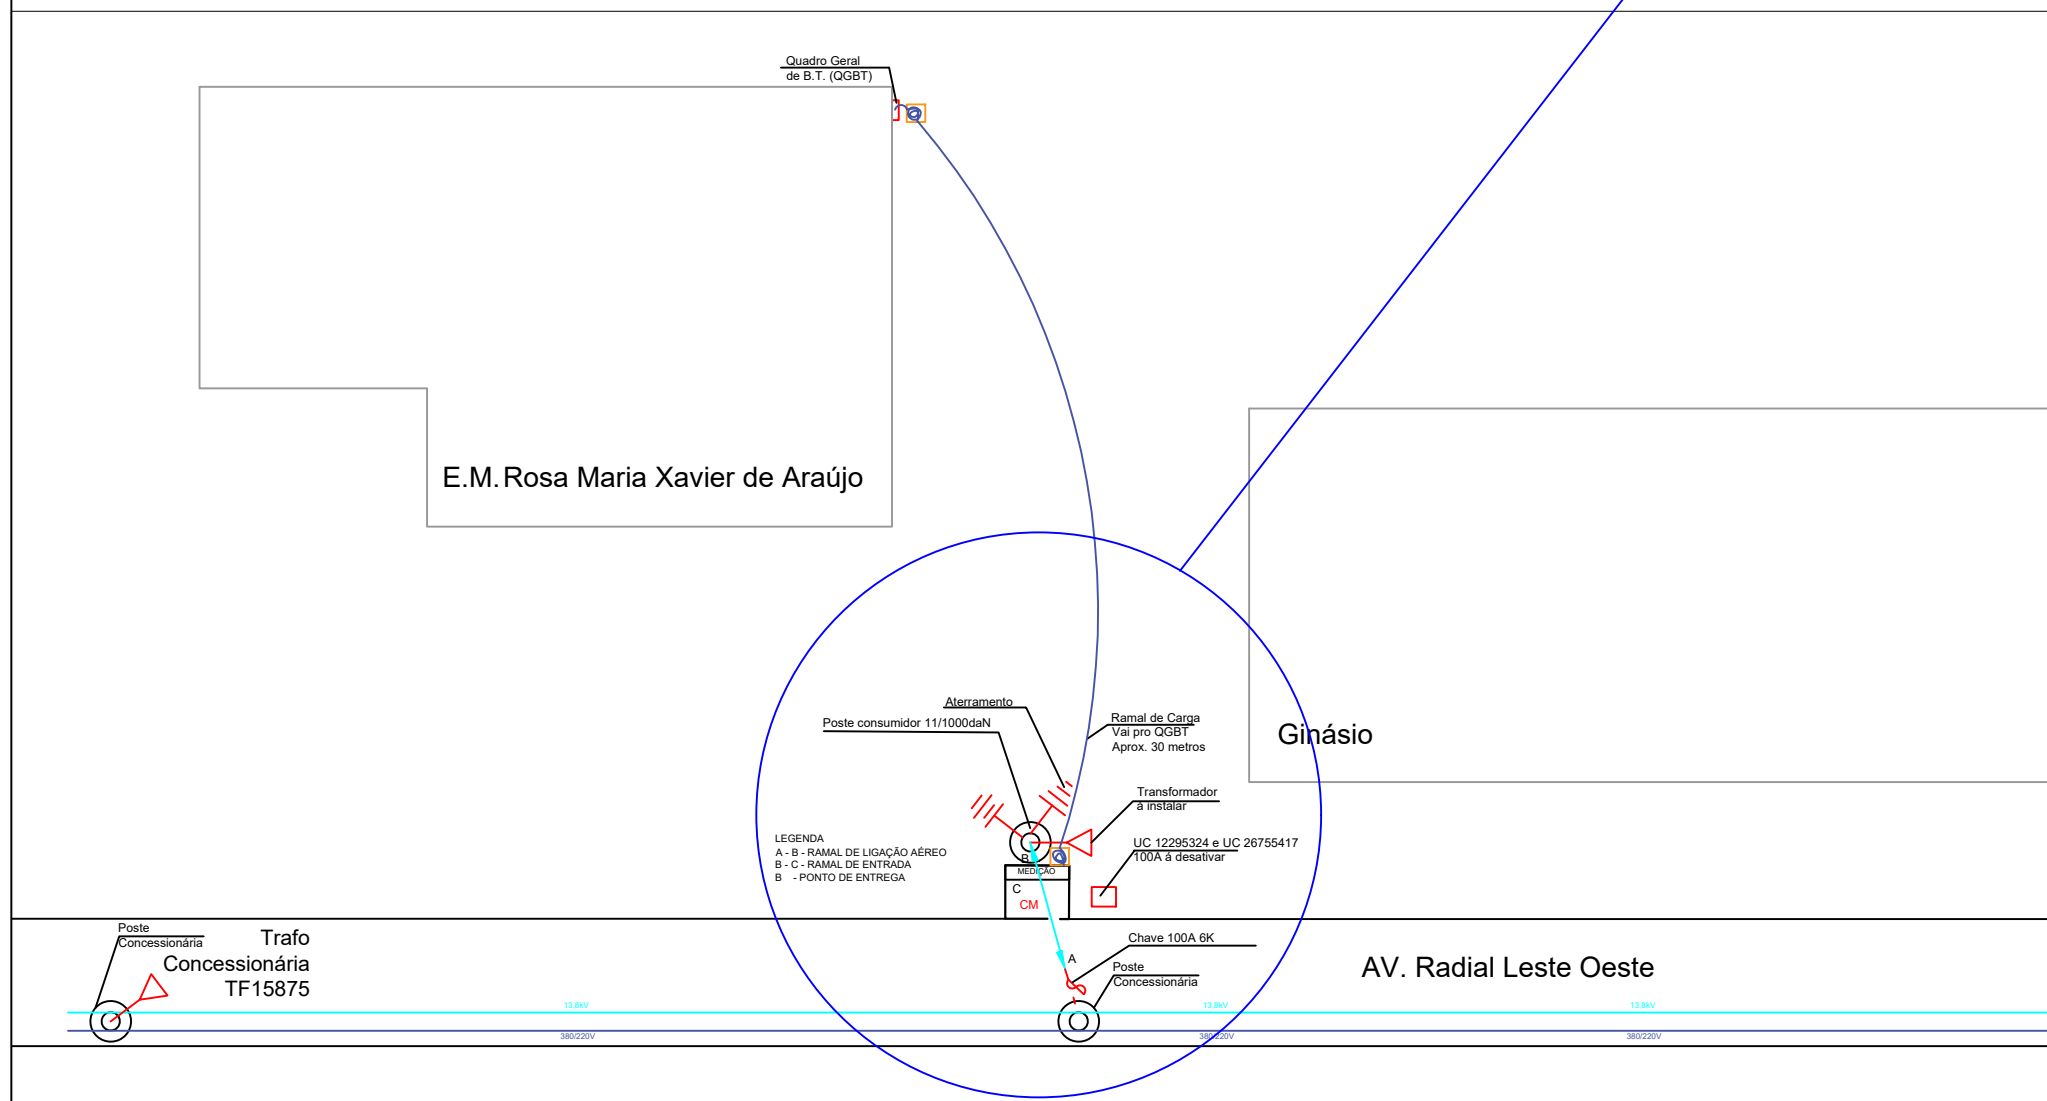 Quadro Geral
de B.T. (QGBT)
E.M. Rosa Maria Xavier de Araújo
Ginásio
Aterramento
Poste consumidor 11/1000daN
Ramal de Carga
Vai pro QGBT
Aprox. 30 metros
Transformador
à instalar
UC 12295324 e UC 26755417
100A á desativar
LEGENDA
A - B - RAMAL DE LIGAÇÃO AÉREO
B - C - RAMAL DE ENTRADA
B - PONTO DE ENTREGA
B
MEDIÇÃO
C
CM
A
Chave 100A 6K
Poste
Concessionária
Poste
Concessionária
Trafo
Concessionária
TF15875
AV. Radial Leste Oeste
13,8kV
13,8kV
13,8kV
380/220V
380/220V
380/220V